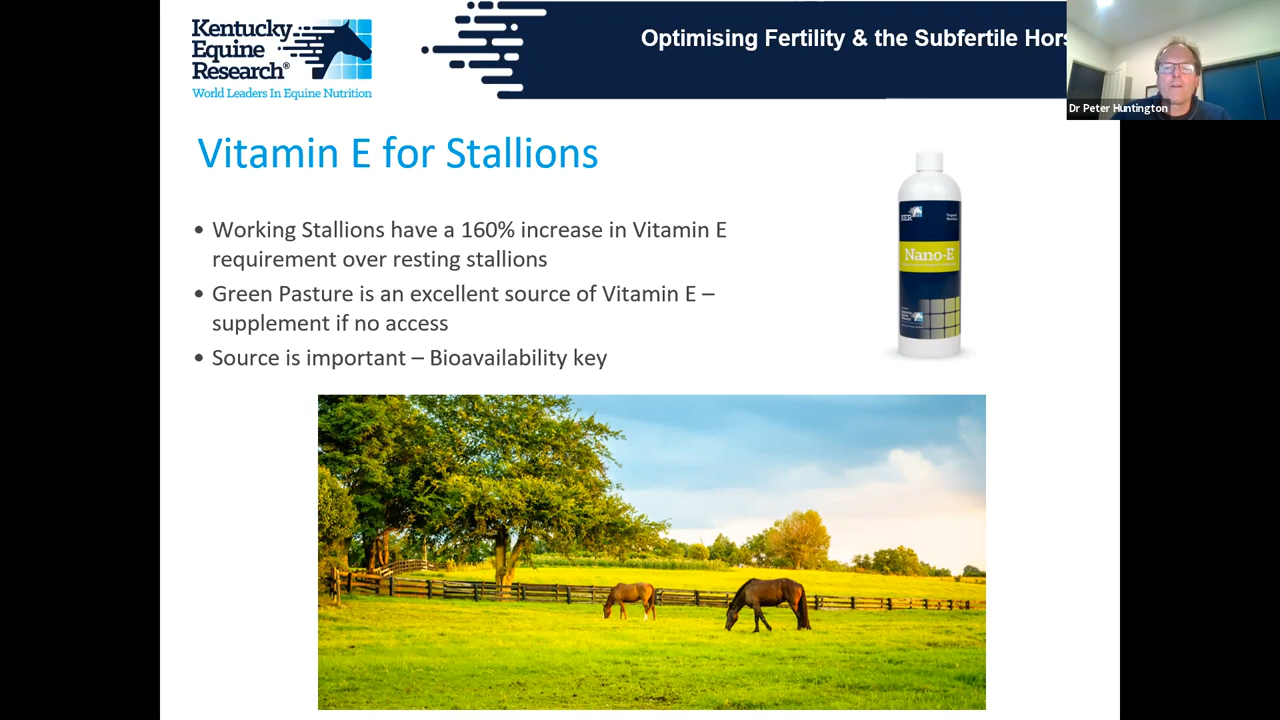 Kentucky
Equine
Research®
World Leaders In Equine Nutrition
Optimising Fertility & the Subfertile Hors
Dr Peter Huntington
Vitamin E for Stallions
• Working Stallions have a 160% increase in Vitamin E
requirement over resting stallions
• Green Pasture is an excellent source of Vitamin E –
supplement if no access
• Source is important – Bioavailability key
KER
Nano-E